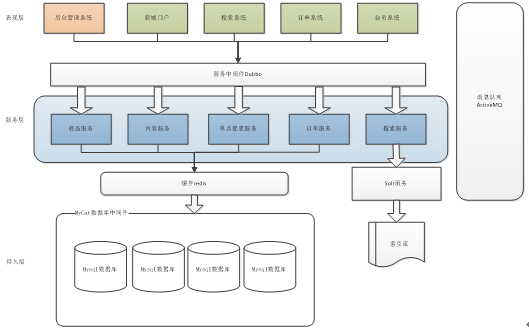 表现层
后台管理系统
商城门户
搜索系统
订单系统
会员系统
消息队列
ActiveMQ
服务中间件Dubbo
服务层
商品服务
内容服务
单点登录服务
订单服务
搜索服务
缓存redis
Solr服务
MyCat 数据库中间件
索引库
持久层
Mysql数据库
Mysql数据库
Mysql数据库
Mysql数据库